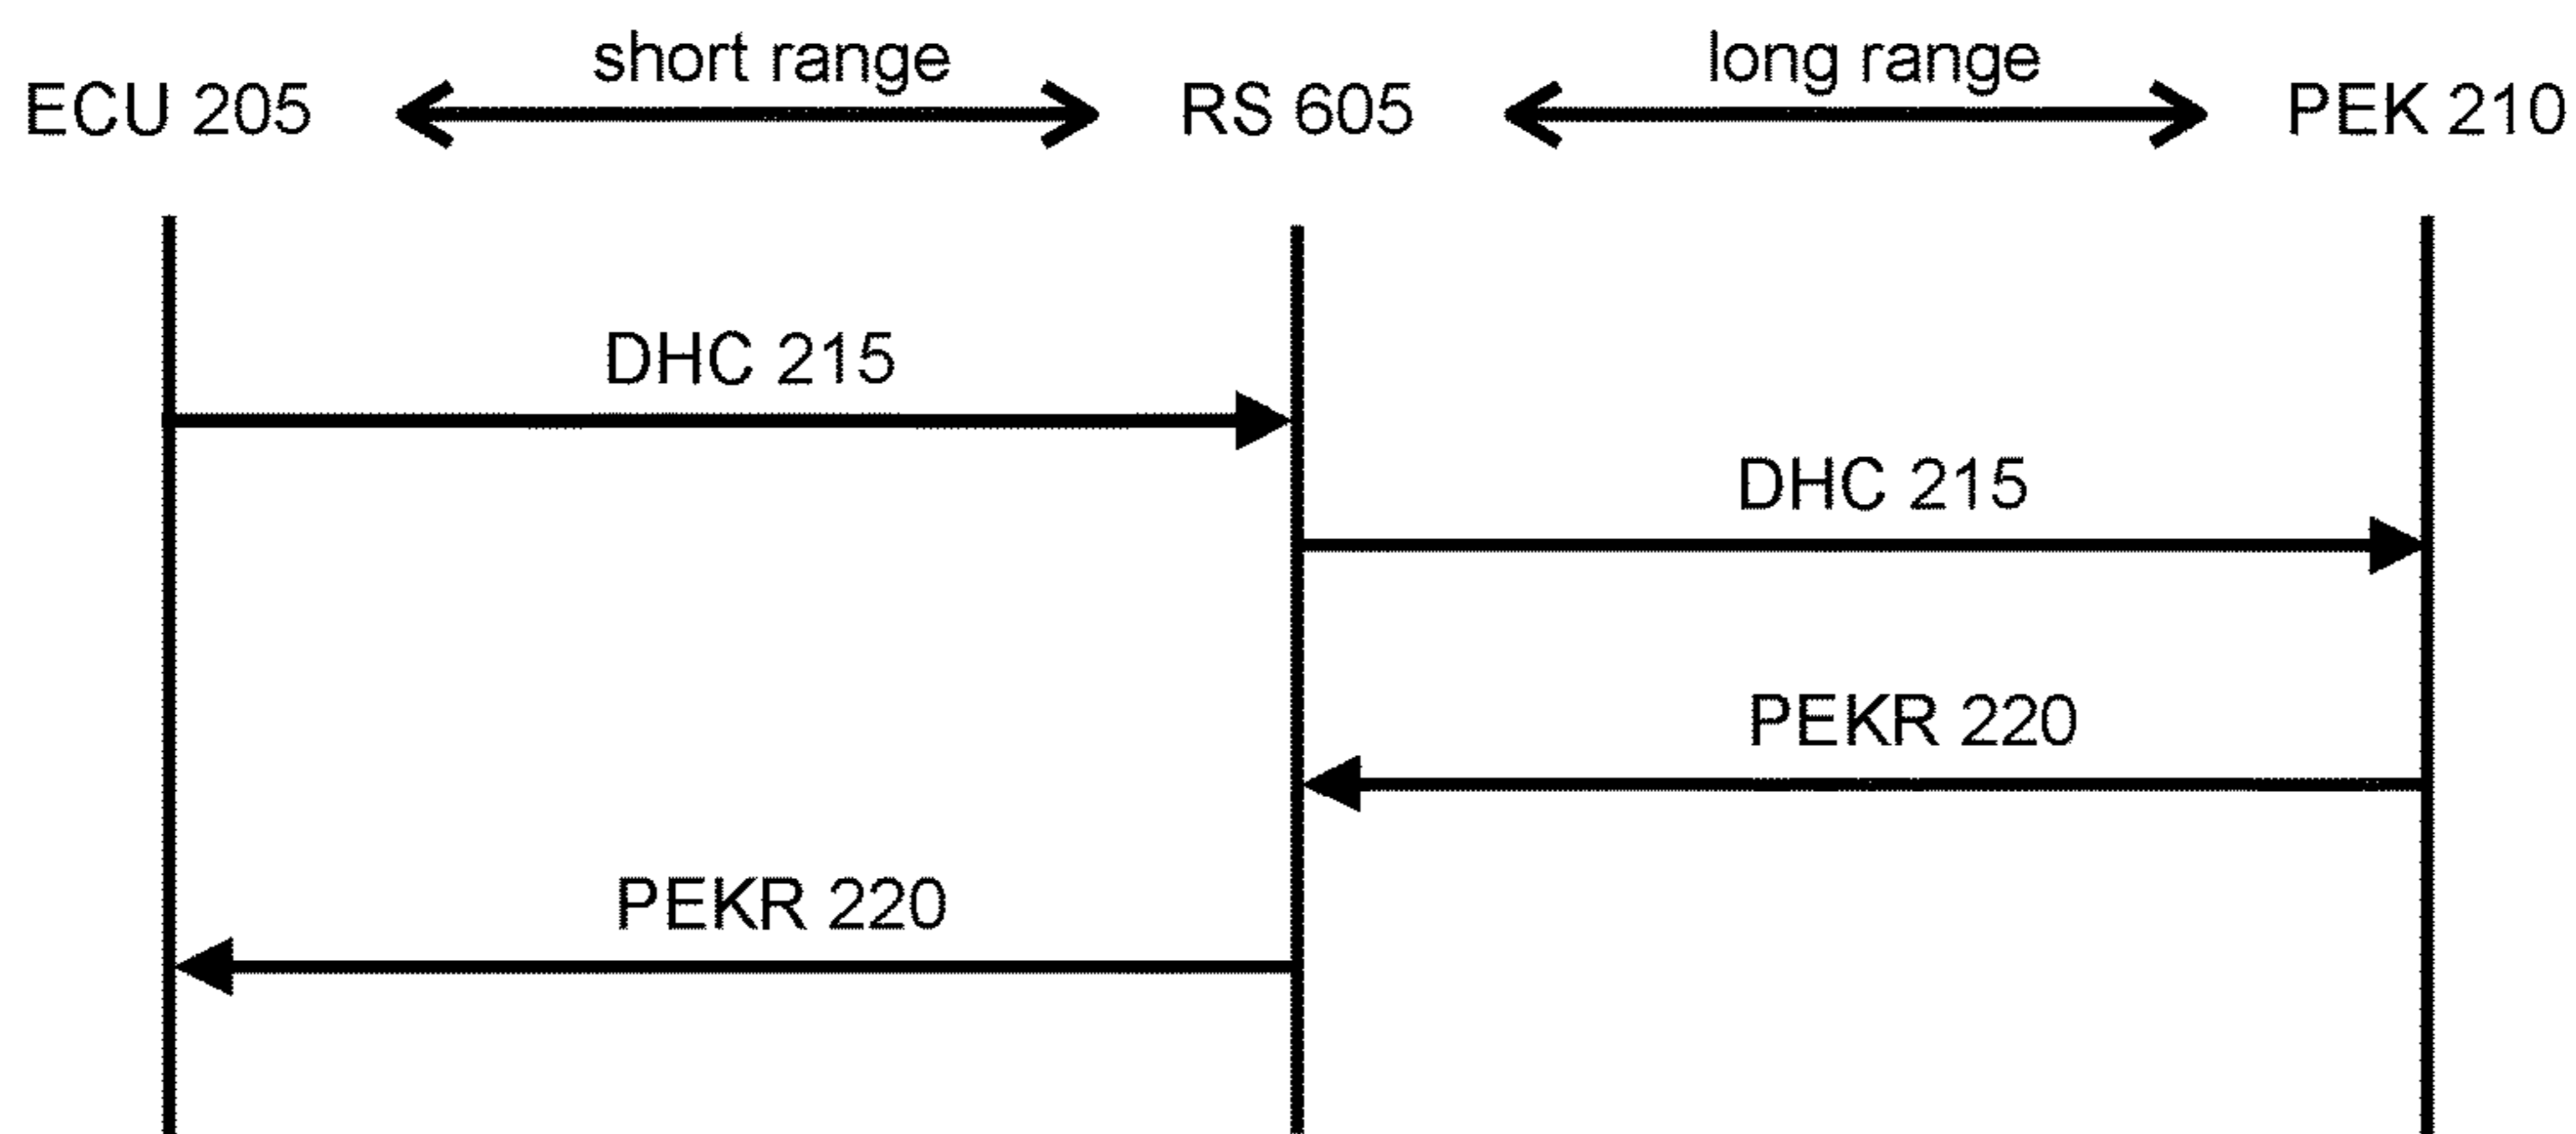 short range
long range
ECU 205
RS 605
PEK 210
DHC 215
DHC 215
PEKR 220
PEKR 220